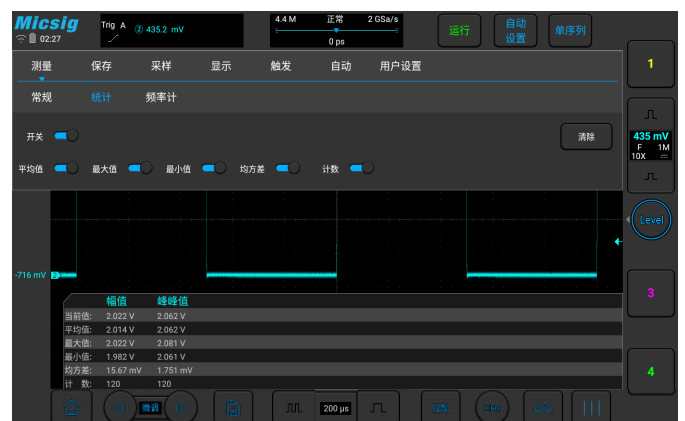 Micsig Trig A ② 435.2 mV 4.4 M 正常 2 GSa/s 运行 自动设置 单序列
02:27 0 ps
测量 保存 采样 显示 触发 自动 用户设置 1
常规 统计 频率计
开关 清除 435 mV
F 1M
10X
平均值 最大值 最小值 均方差 计数
Level
-716 mV ②
3
幅值 峰峰值
当前值: 2.022 V 2.062 V
平均值: 2.014 V 2.062 V
最大值: 2.022 V 2.081 V
最小值: 1.982 V 2.061 V
均方差: 15.67 mV 1.751 mV
计 数: 120 120
4
微调 200 μs